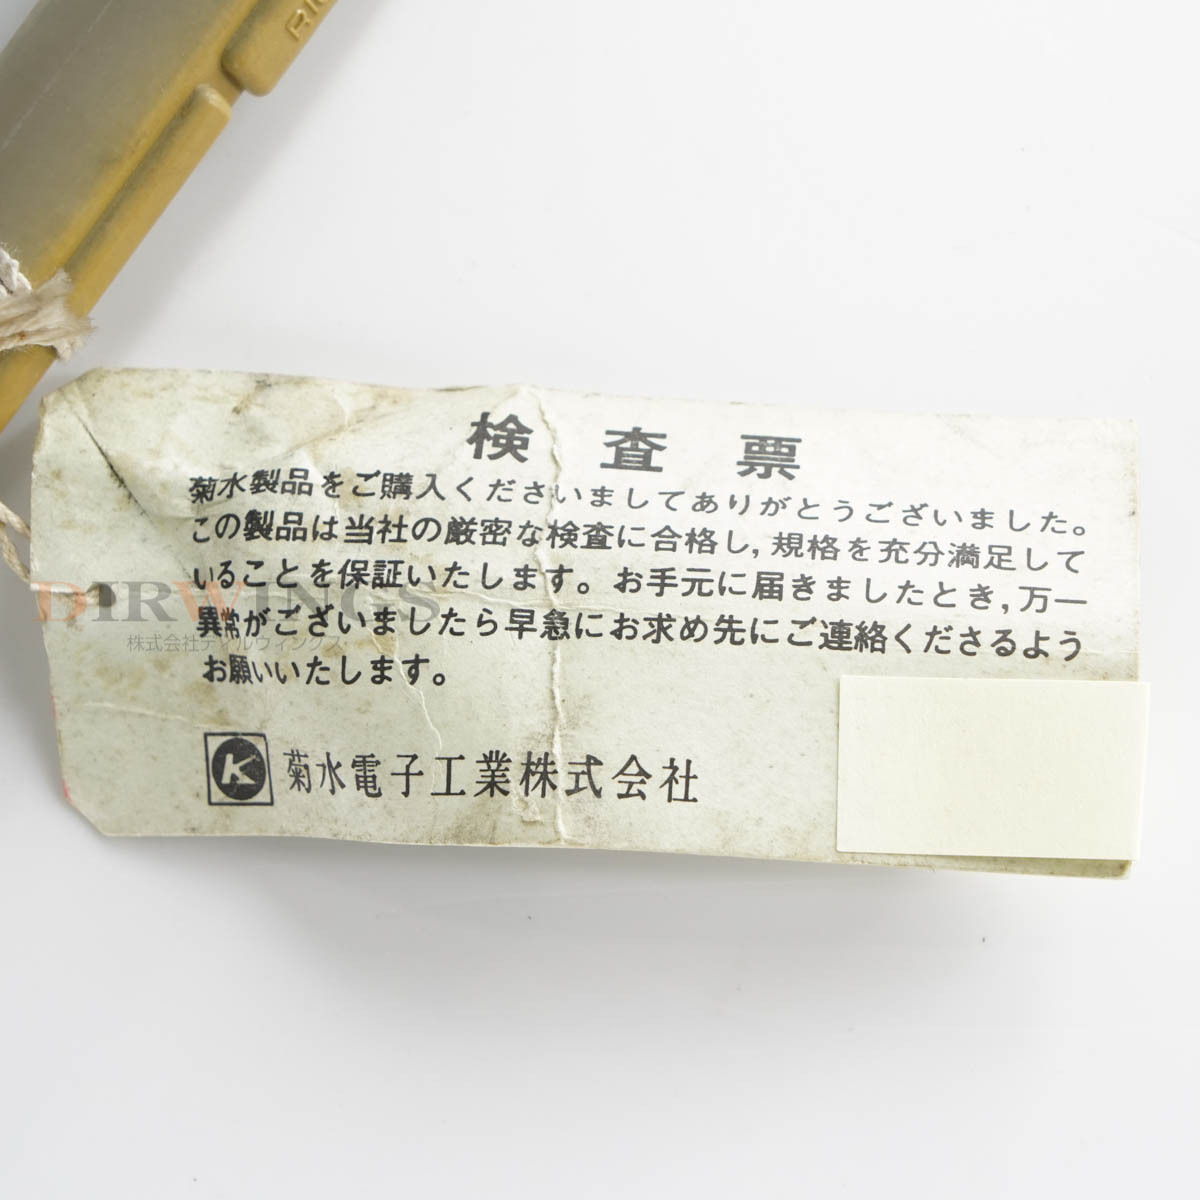 検査票
菊水製品をご購入くださいましてありがとうございました。
この製品は当社の厳密な検査に合格し,規格を充分満足して
いることを保証いたします。お手元に届きましたとき,万一
異常がございましたら早急にお求め先にご連絡くださるよう
お願いいたします。
K 菊水電子工業株式会社
DIRWINGS
株式会社ディルウィングス